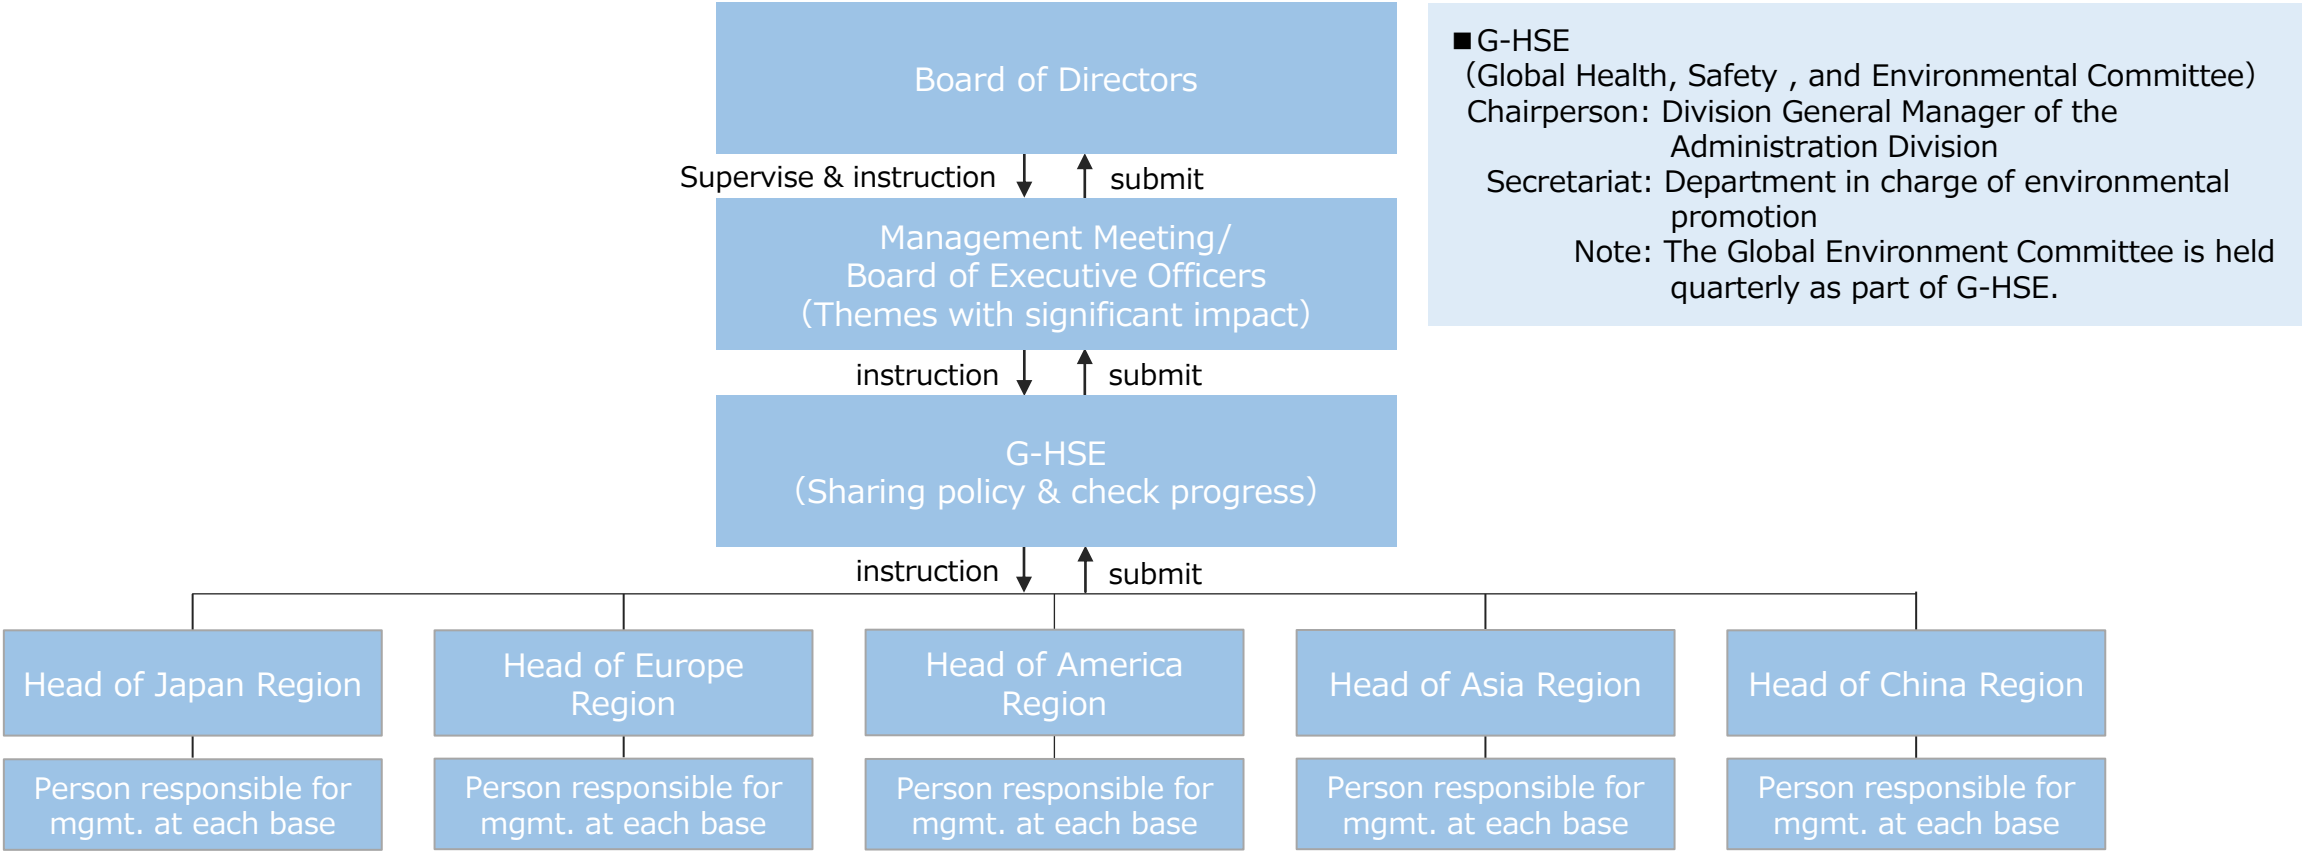 Board of Directors
Supervise & instruction
submit
Management Meeting/
Board of Executive Officers
(Themes with significant impact)
instruction
submit
G-HSE
(Sharing policy & check progress)
instruction
submit
■G-HSE
(Global Health, Safety , and Environmental Committee)
Chairperson: Division General Manager of the
Administration Division
Secretariat: Department in charge of environmental
promotion
Note: The Global Environment Committee is held
quarterly as part of G-HSE.
Head of Japan Region
Head of Europe
Region
Head of America
Region
Head of Asia Region
Head of China Region
Person responsible for
mgmt. at each base
Person responsible for
mgmt. at each base
Person responsible for
mgmt. at each base
Person responsible for
mgmt. at each base
Person responsible for
mgmt. at each base